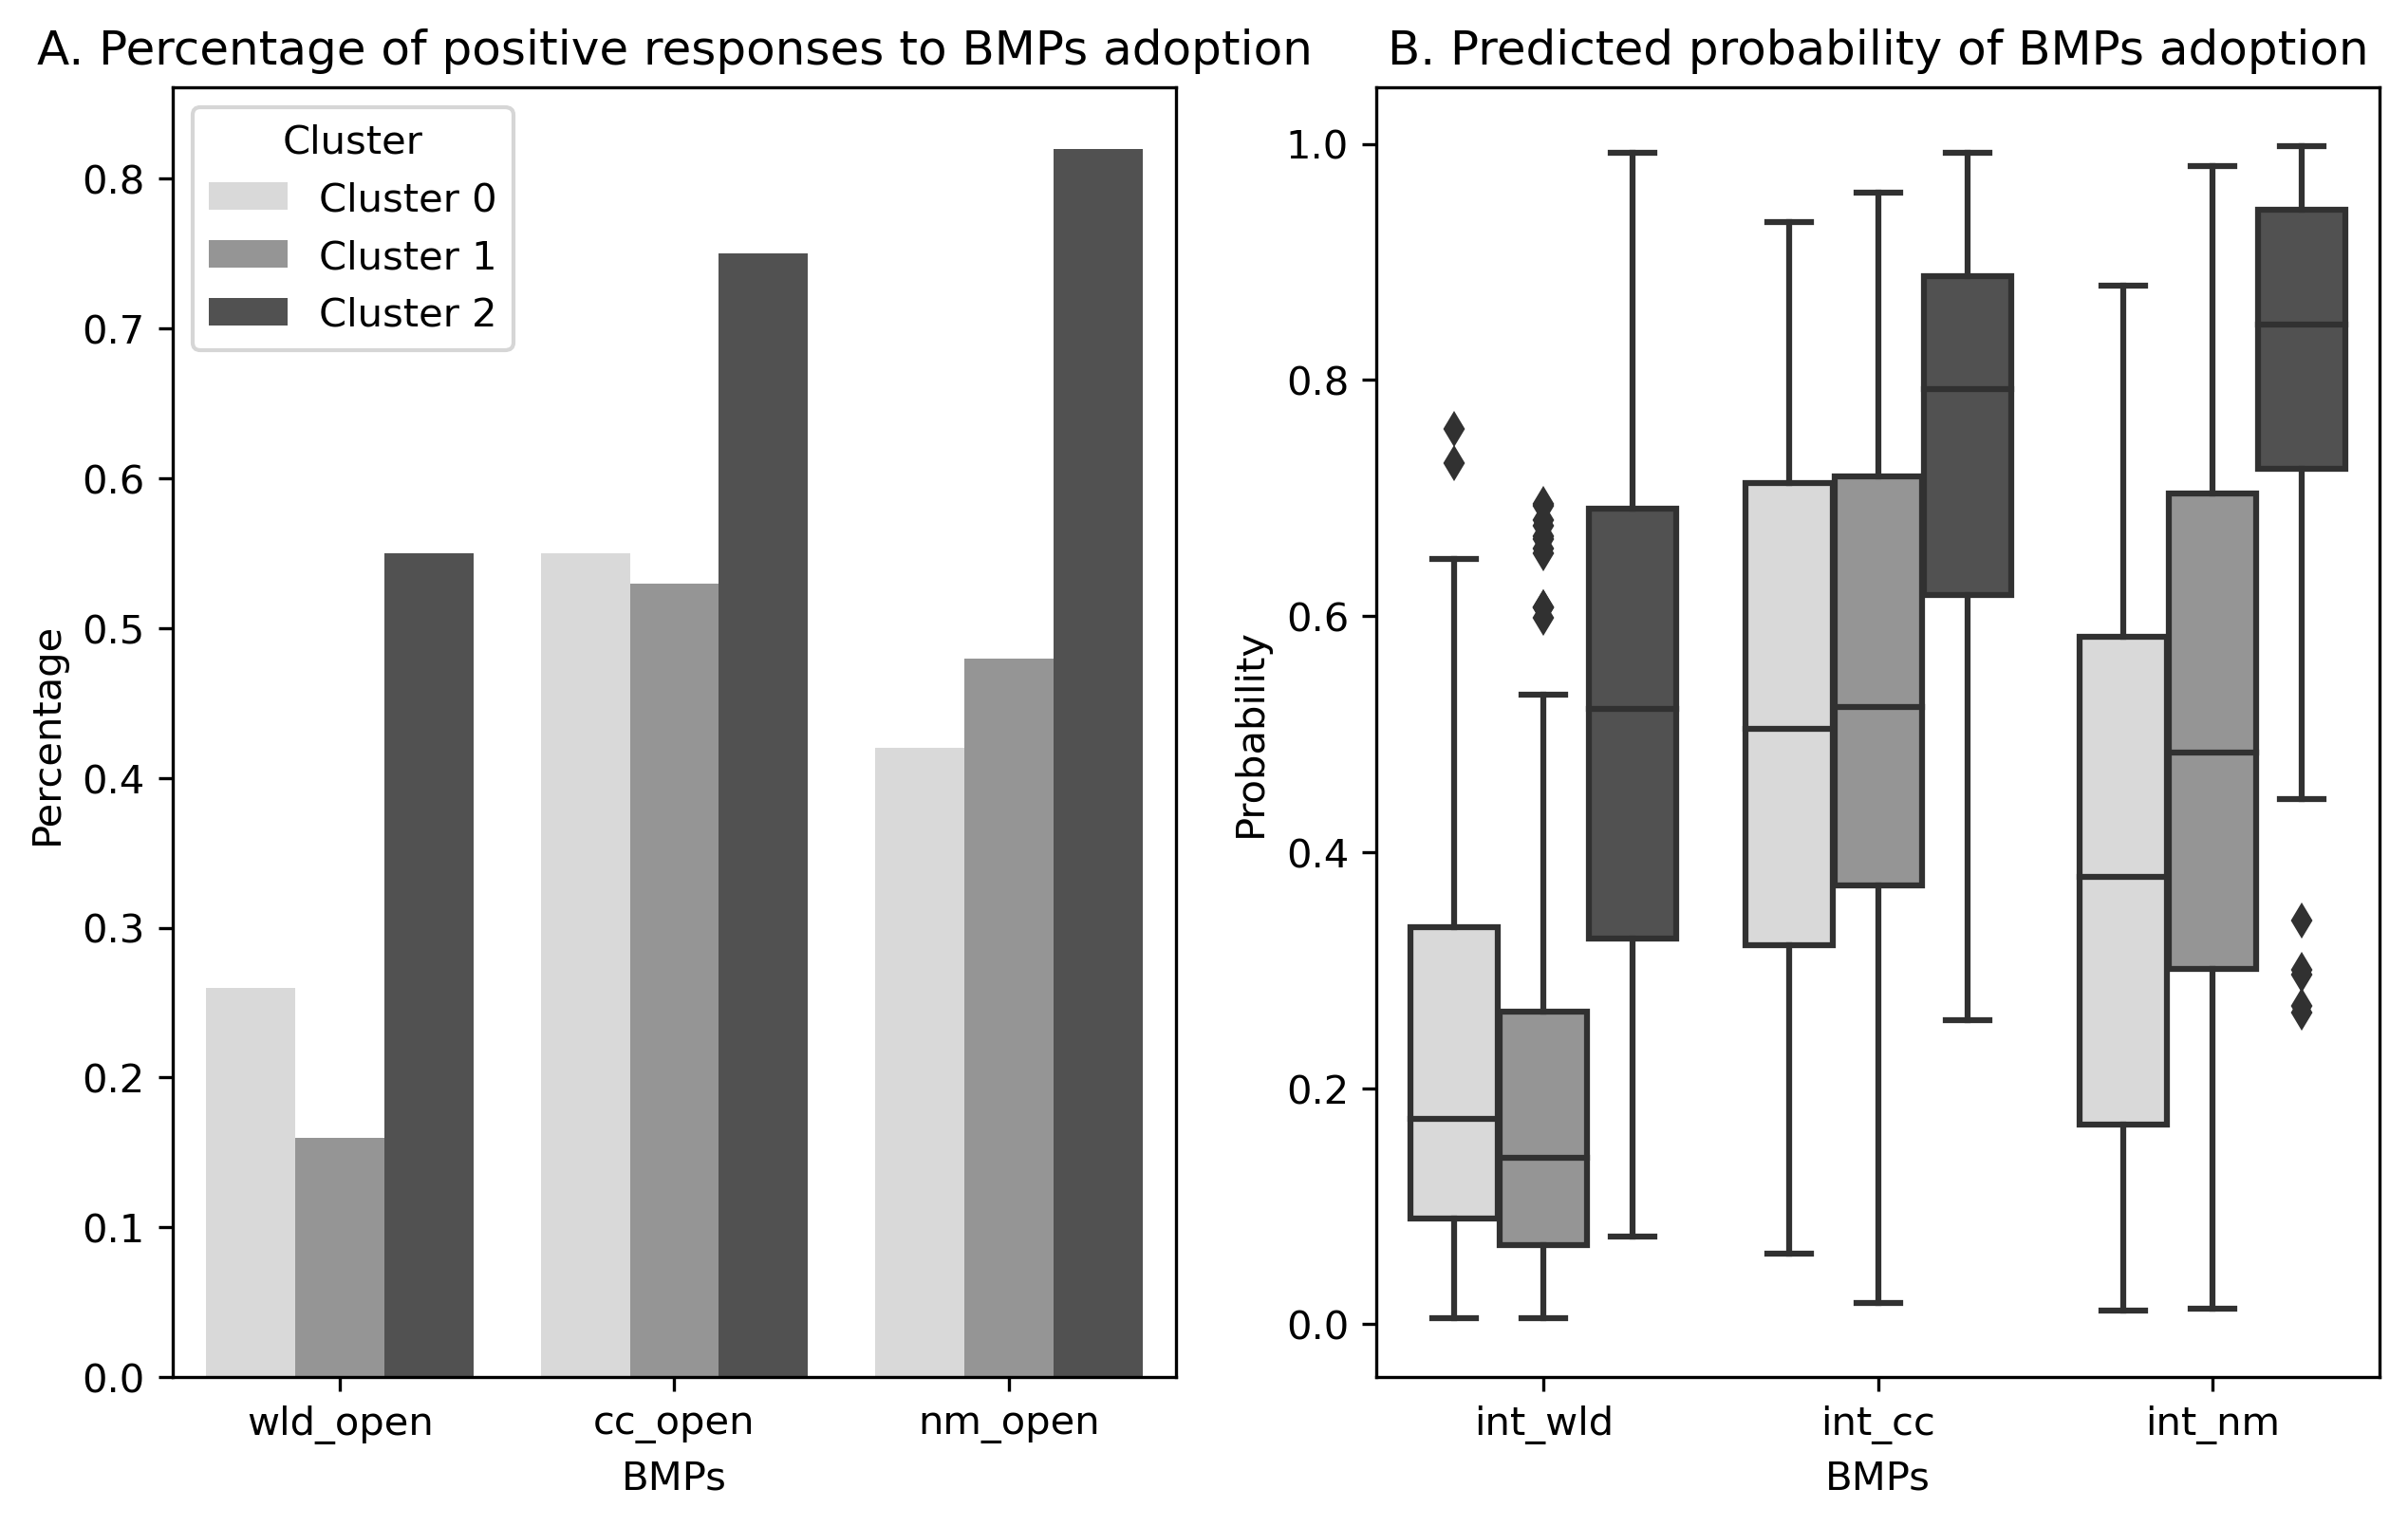 A. Percentage of positive responses to BMPs adoption
Cluster
Cluster 0
Cluster 1
Cluster 2
0.8
0.7
0.6
0.5
0.4
0.3
0.2
0.1
0.0
Percentage
wld_open cc_open nm_open
BMPs
B. Predicted probability of BMPs adoption
1.0
0.8
0.6
0.4
0.2
0.0
Probability
int_wld int_cc int_nm
BMPs